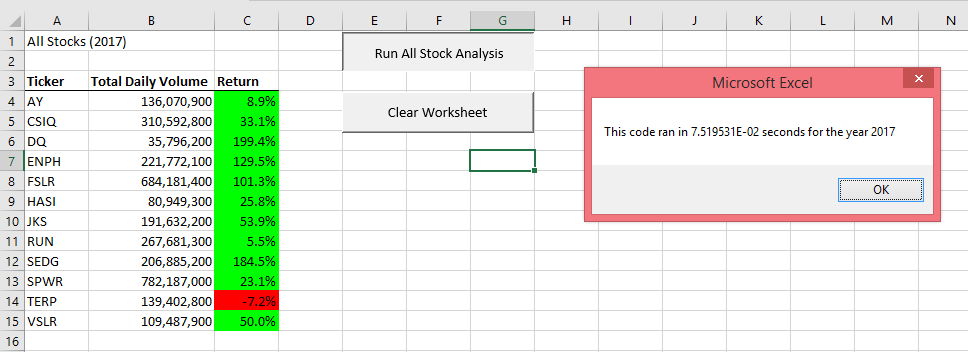 A B C D E F G H I J K L M N
1 All Stocks (2017)
2
3 Ticker Total Daily Volume Return
4 AY 136,070,900 8.9%
5 CSIQ 310,592,800 33.1%
6 DQ 35,796,200 199.4%
7 ENPH 221,772,100 129.5%
8 FSLR 684,181,400 101.3%
9 HASI 80,949,300 25.8%
10 JKS 191,632,200 53.9%
11 RUN 267,681,300 5.5%
12 SEDG 206,885,200 184.5%
13 SPWR 782,187,000 23.1%
14 TERP 139,402,800 -7.2%
15 VSLR 109,487,900 50.0%
16
Run All Stock Analysis
Clear Worksheet
Microsoft Excel
This code ran in 7.519531E-02 seconds for the year 2017
OK